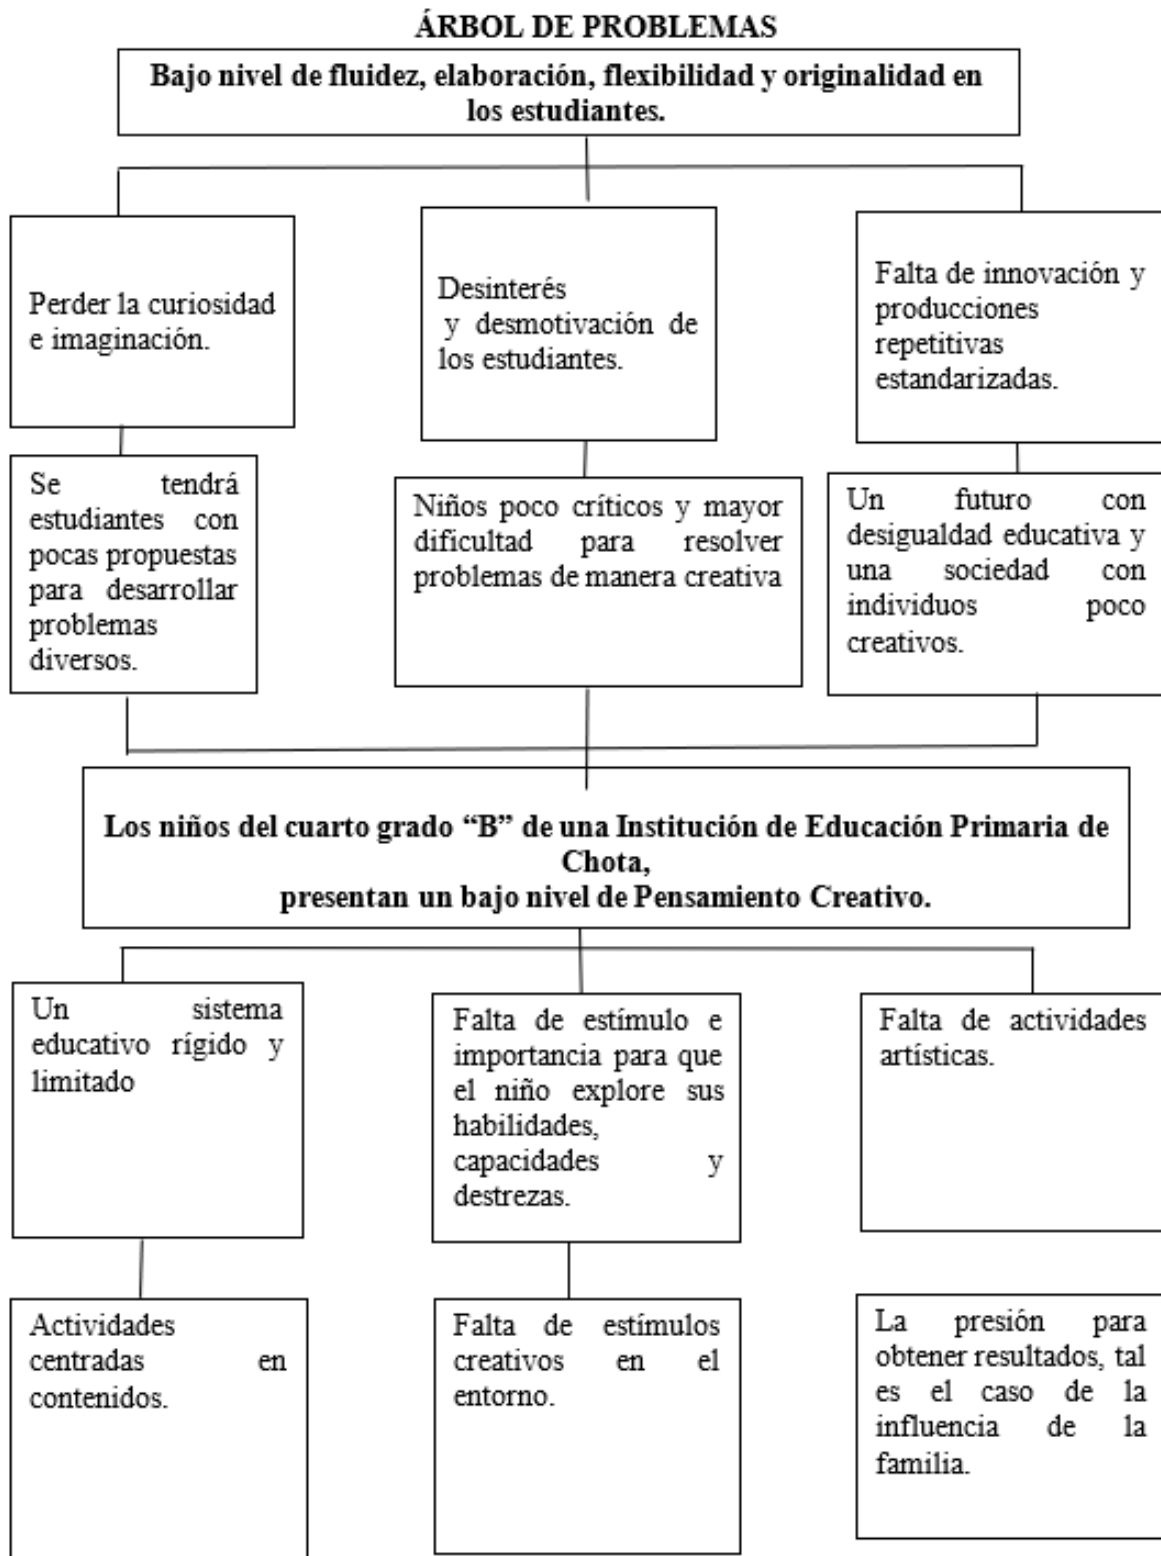 ÁRBOL DE PROBLEMAS
Bajo nivel de fluidez, elaboración, flexibilidad y originalidad en
los estudiantes.
Perder la curiosidad
e imaginación.
Desinterés
y desmotivación de
los estudiantes.
Falta de innovación y
producciones
repetitivas
estandarizadas.
Se tendrá
estudiantes con
pocas propuestas
para desarrollar
problemas
diversos.
Niños poco críticos y mayor
dificultad para resolver
problemas de manera creativa
Un futuro con
desigualdad educativa y
una sociedad con
individuos poco
creativos.
Los niños del cuarto grado “B” de una Institución de Educación Primaria de
Chota,
presentan un bajo nivel de Pensamiento Creativo.
Un sistema
educativo rígido y
limitado
Falta de estímulo e
importancia para que
el niño explore sus
habilidades,
capacidades y
destrezas.
Falta de actividades
artísticas.
Actividades
centradas en
contenidos.
Falta de estímulos
creativos en el
entorno.
La presión para
obtener resultados, tal
es el caso de la
influencia de la
familia.